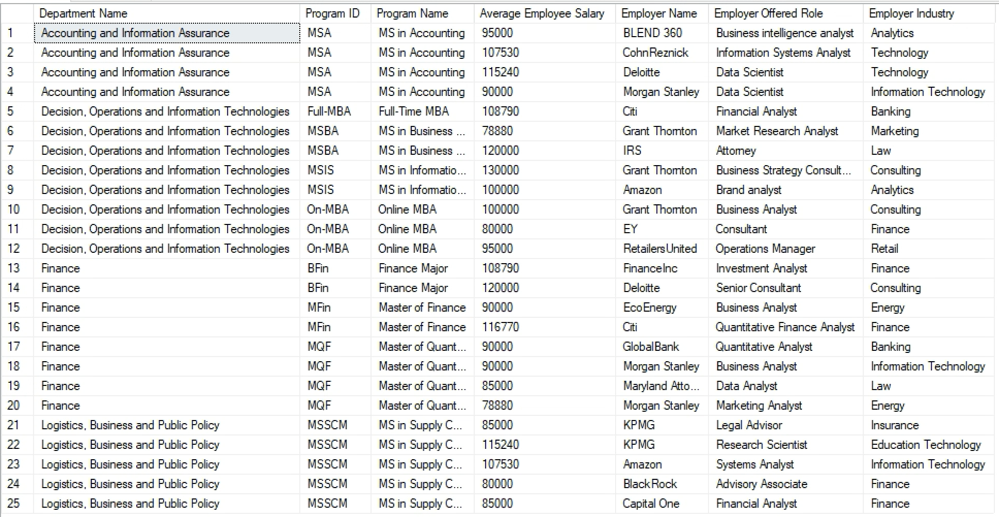 Department Name Program ID Program Name Average Employee Salary Employer Name Employer Offered Role Employer Industry
1 Accounting and Information Assurance MSA MS in Accounting 95000 BLEND 360 Business intelligence analyst Analytics
2 Accounting and Information Assurance MSA MS in Accounting 107530 CohnReznick Information Systems Analyst Technology
3 Accounting and Information Assurance MSA MS in Accounting 115240 Deloitte Data Scientist Technology
4 Accounting and Information Assurance MSA MS in Accounting 90000 Morgan Stanley Data Scientist Information Technology
5 Decision, Operations and Information Technologies Full-MBA Full-Time MBA 108790 Citi Financial Analyst Banking
6 Decision, Operations and Information Technologies MSBA MS in Business ... 78880 Grant Thornton Market Research Analyst Marketing
7 Decision, Operations and Information Technologies MSBA MS in Business ... 120000 IRS Attorney Law
8 Decision, Operations and Information Technologies MSIS MS in Informatio... 130000 Grant Thornton Business Strategy Consult... Consulting
9 Decision, Operations and Information Technologies MSIS MS in Informatio... 100000 Amazon Brand analyst Analytics
10 Decision, Operations and Information Technologies On-MBA Online MBA 100000 Grant Thornton Business Analyst Consulting
11 Decision, Operations and Information Technologies On-MBA Online MBA 80000 EY Consultant Finance
12 Decision, Operations and Information Technologies On-MBA Online MBA 95000 RetailersUnited Operations Manager Retail
13 Finance BFin Finance Major 108790 FinanceInc Investment Analyst Finance
14 Finance BFin Finance Major 120000 Deloitte Senior Consultant Consulting
15 Finance MFin Master of Finance 90000 EcoEnergy Business Analyst Energy
16 Finance MFin Master of Finance 116770 Citi Quantitative Finance Analyst Finance
17 Finance MQF Master of Quant... 90000 GlobalBank Quantitative Analyst Banking
18 Finance MQF Master of Quant... 90000 Morgan Stanley Business Analyst Information Technology
19 Finance MQF Master of Quant... 85000 Maryland Atto... Data Analyst Law
20 Finance MQF Master of Quant... 78880 Morgan Stanley Marketing Analyst Energy
21 Logistics, Business and Public Policy MSSCM MS in Supply C... 85000 KPMG Legal Advisor Insurance
22 Logistics, Business and Public Policy MSSCM MS in Supply C... 115240 KPMG Research Scientist Education Technology
23 Logistics, Business and Public Policy MSSCM MS in Supply C... 107530 Amazon Systems Analyst Information Technology
24 Logistics, Business and Public Policy MSSCM MS in Supply C... 80000 BlackRock Advisory Associate Finance
25 Logistics, Business and Public Policy MSSCM MS in Supply C... 85000 Capital One Financial Analyst Finance